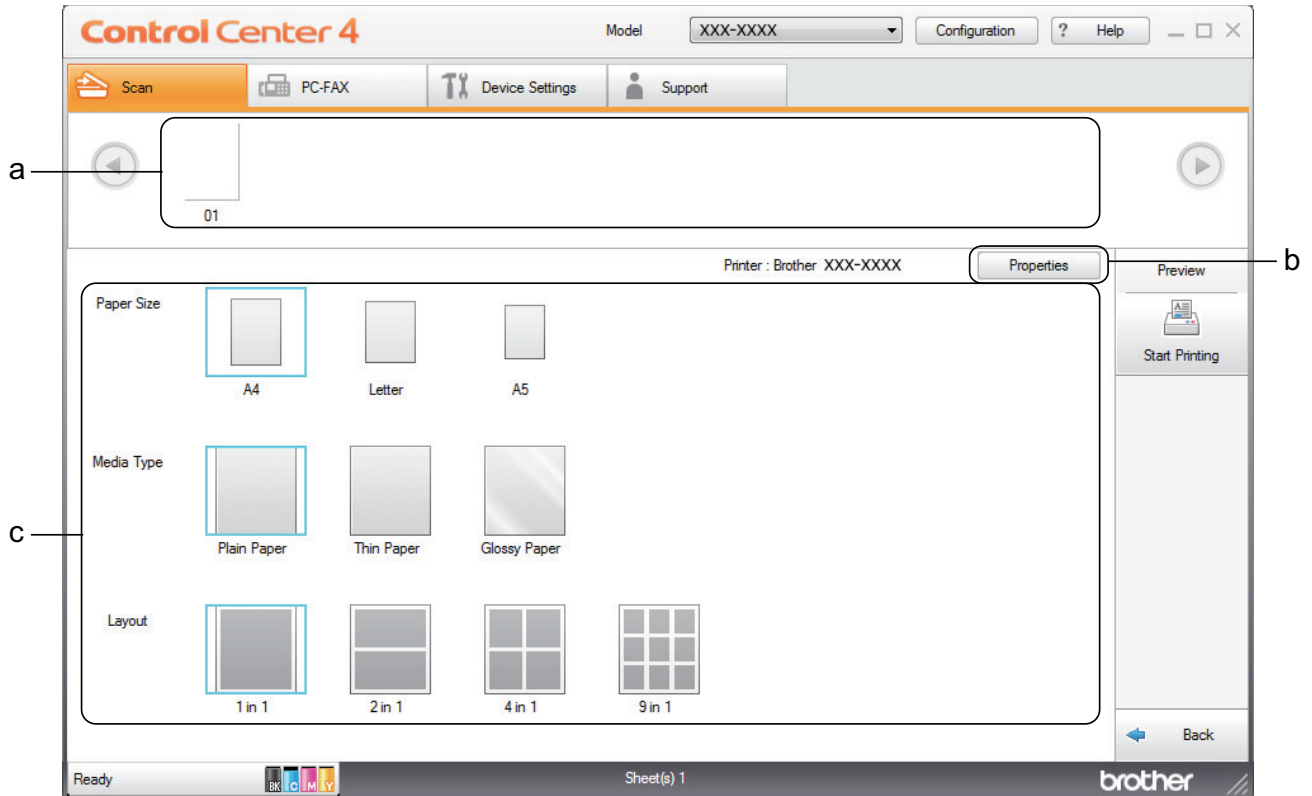 Control Center 4 Model XXX-XXXX Configuration ? Help
Scan PC-FAX Device Settings Support
a
01
Printer : Brother XXX-XXXX Properties b
Preview
Paper Size
Start Printing
A4 Letter A5
Media Type
c
Plain Paper Thin Paper Glossy Paper
Layout
1 in 1 2 in 1 4 in 1 9 in 1
Back
Ready BK C M Y Sheet(s) 1 brother